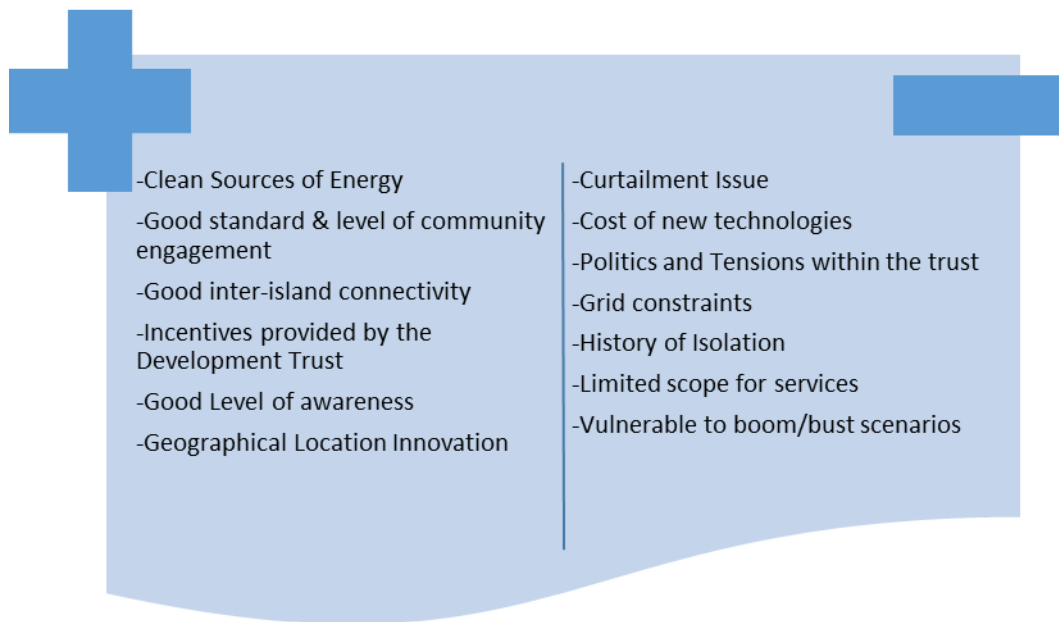 -Clean Sources of Energy
-Good standard & level of community
engagement
-Good inter-island connectivity
-Incentives provided by the
Development Trust
-Good Level of awareness
-Geographical Location Innovation
-Curtailment Issue
-Cost of new technologies
-Politics and Tensions within the trust
-Grid constraints
-History of Isolation
-Limited scope for services
-Vulnerable to boom/bust scenarios